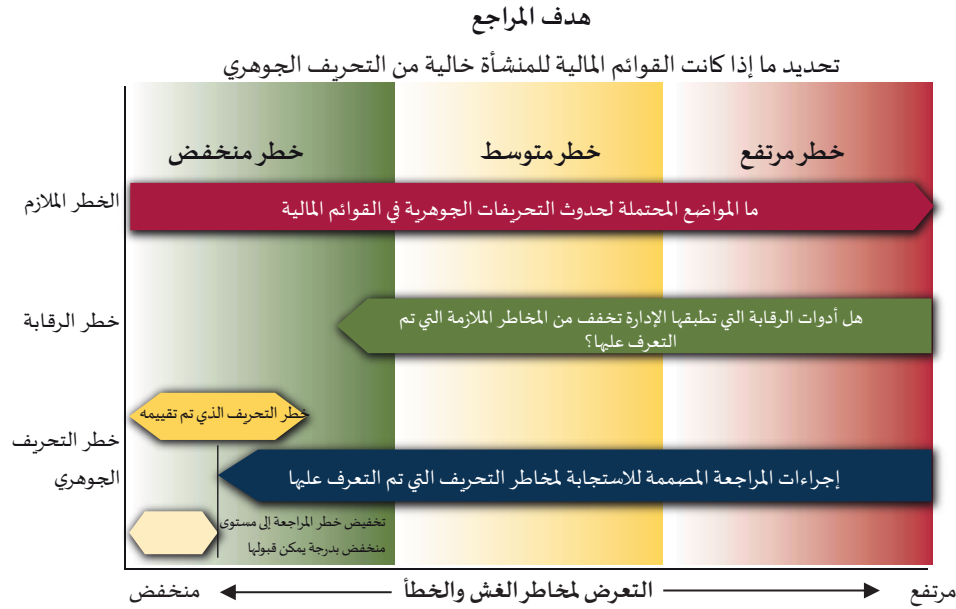 هدف المراجع
تحديد ما إذا كانت القوائم المالية للمنشأة خالية من التحريف الجوهري
خطر مرتفع
خطر متوسط
خطر منخفض
الخطر الملازم
ما المواضع المحتملة لحدوث التحريفات الجوهرية في القوائم المالية
خطر الرقابة
هل أدوات الرقابة التي تطبقها الإدارة تخفف من المخاطر الملازمة التي تم
التعرف عليها؟
خطر التحريف الذي تم تقييمه
خطر التحريف
الجوهري
إجراءات المراجعة المصممة للاستجابة لمخاطر التحريف التي تم التعرف عليها
تخفيض خطر المراجعة إلى مستوى
منخفض بدرجة يمكن قبولها
مرتفع
التعرض لمخاطر الغش والخطأ
منخفض